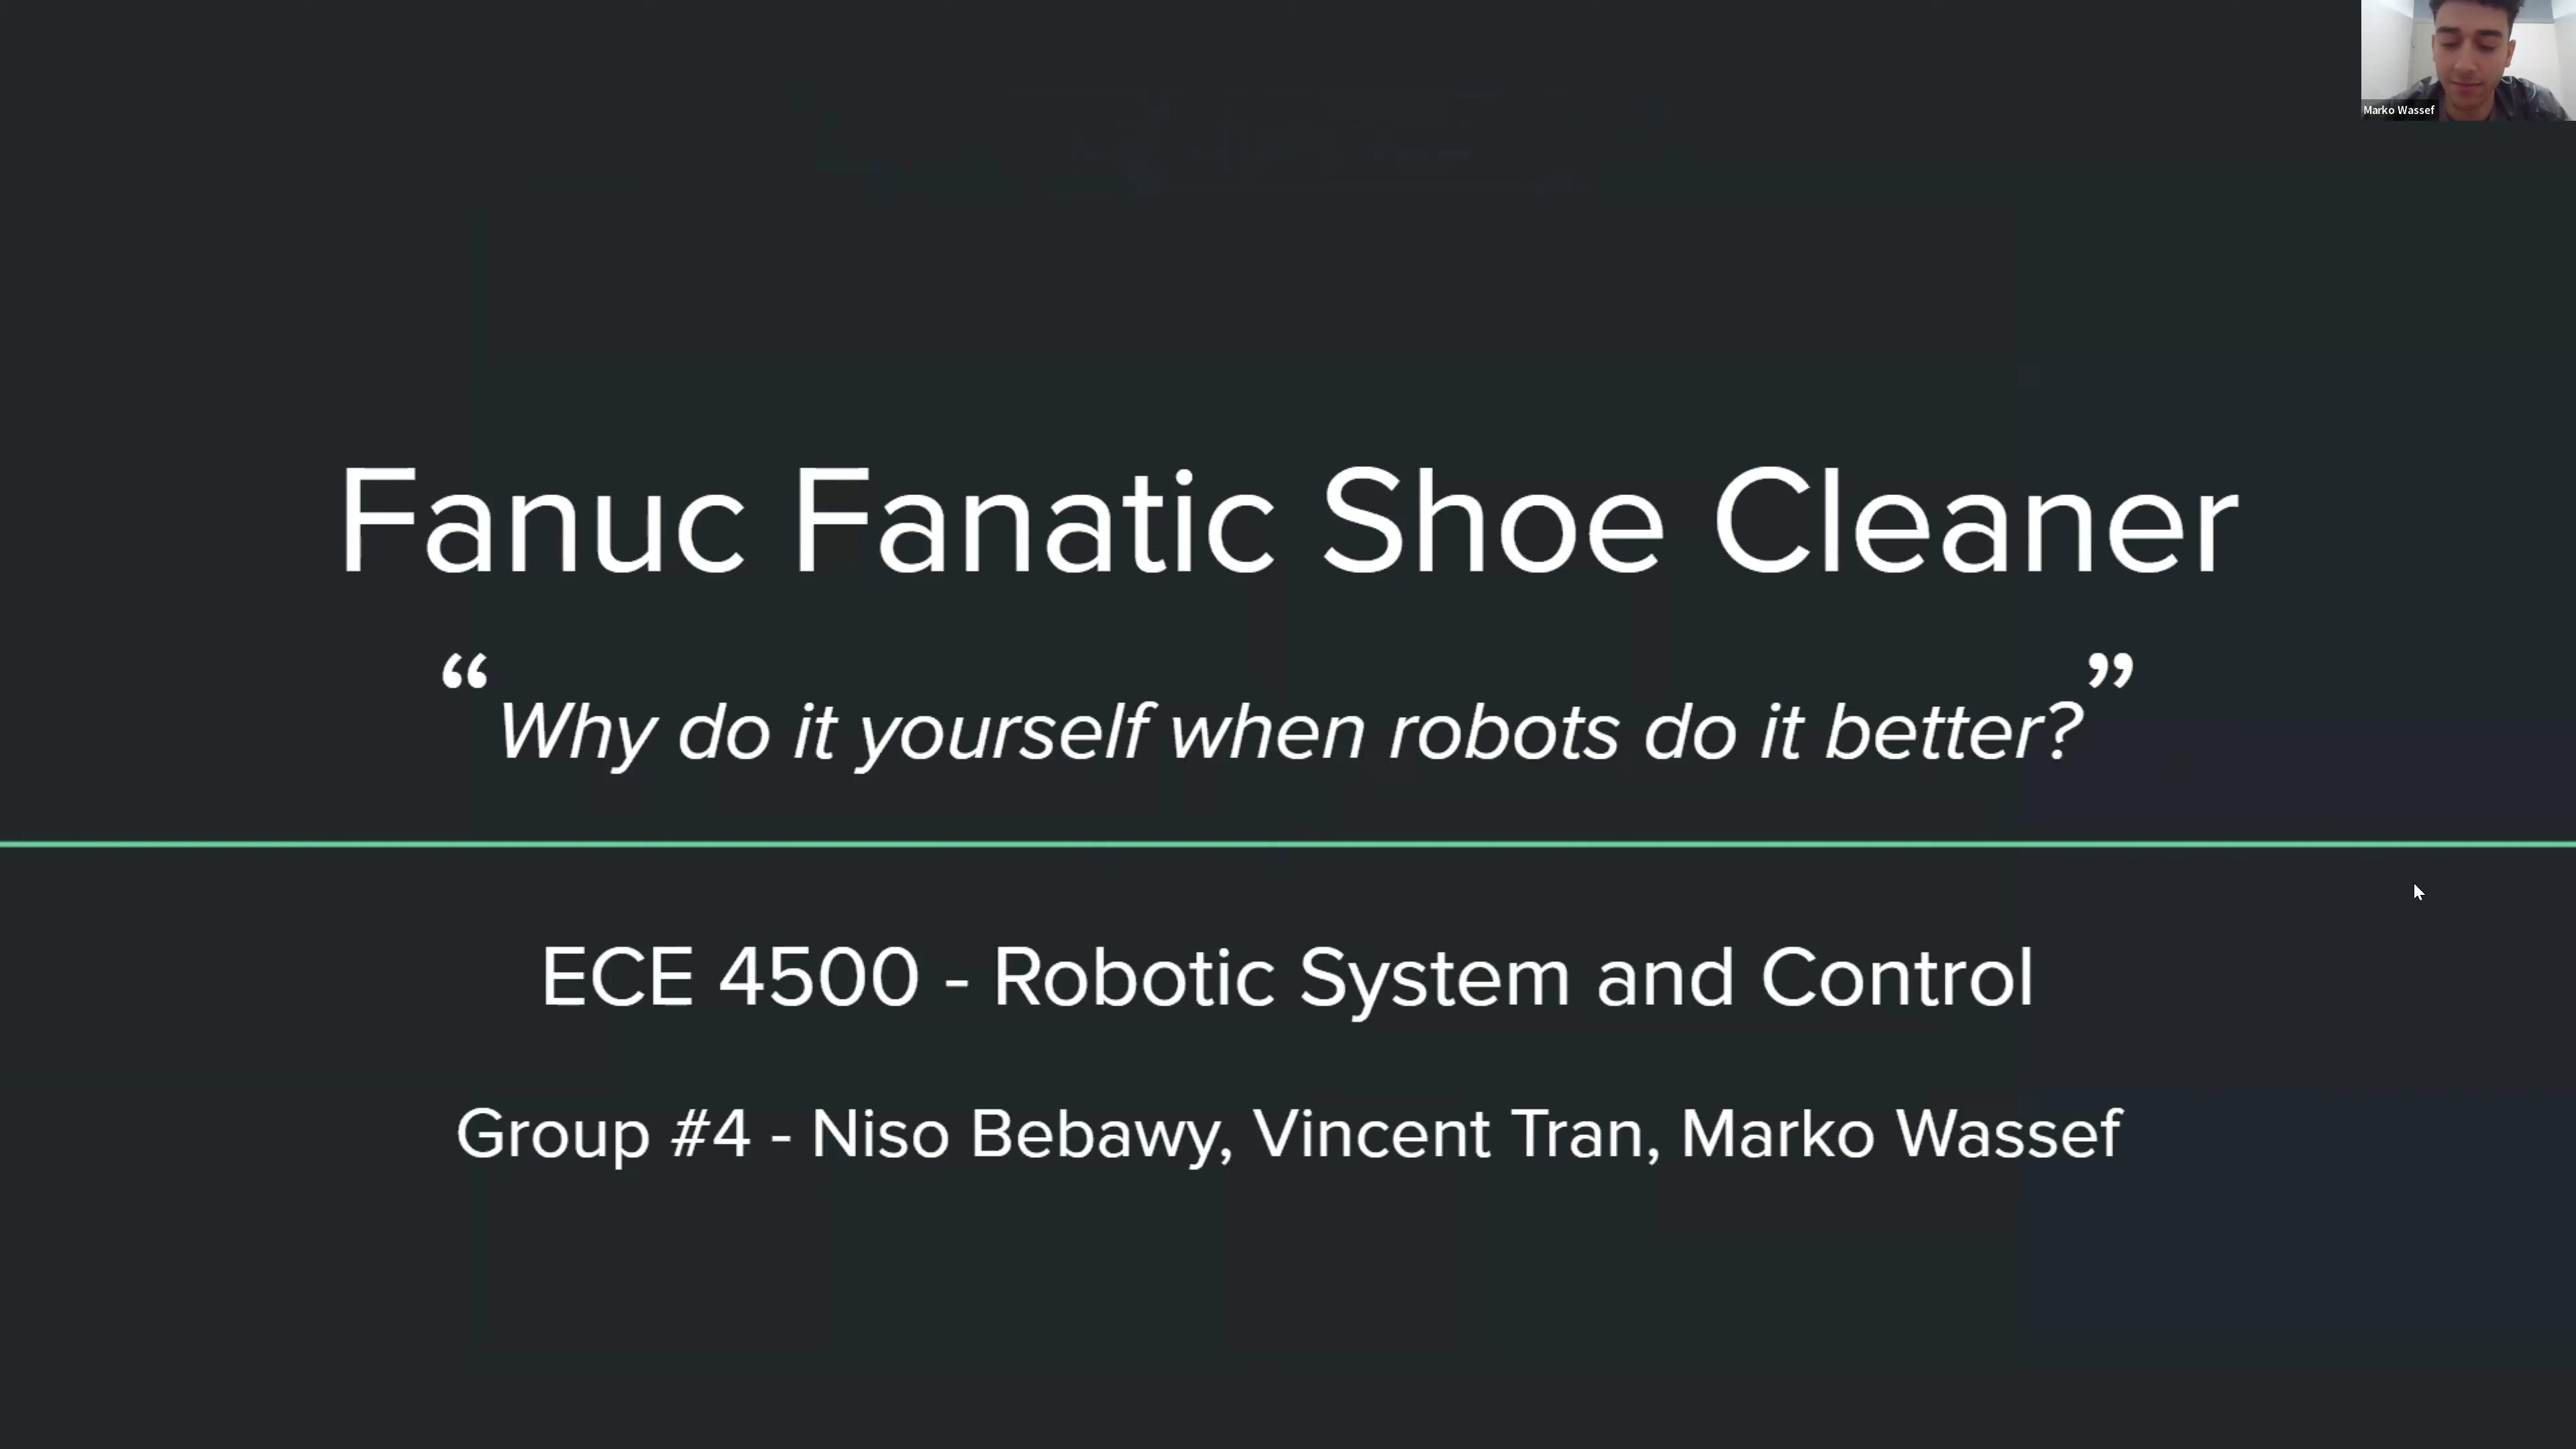 Marko Wassef
Fanuc Fanatic Shoe Cleaner
“Why do it yourself when robots do it better?”
ECE 4500 - Robotic System and Control
Group #4 - Niso Bebawy, Vincent Tran, Marko Wassef